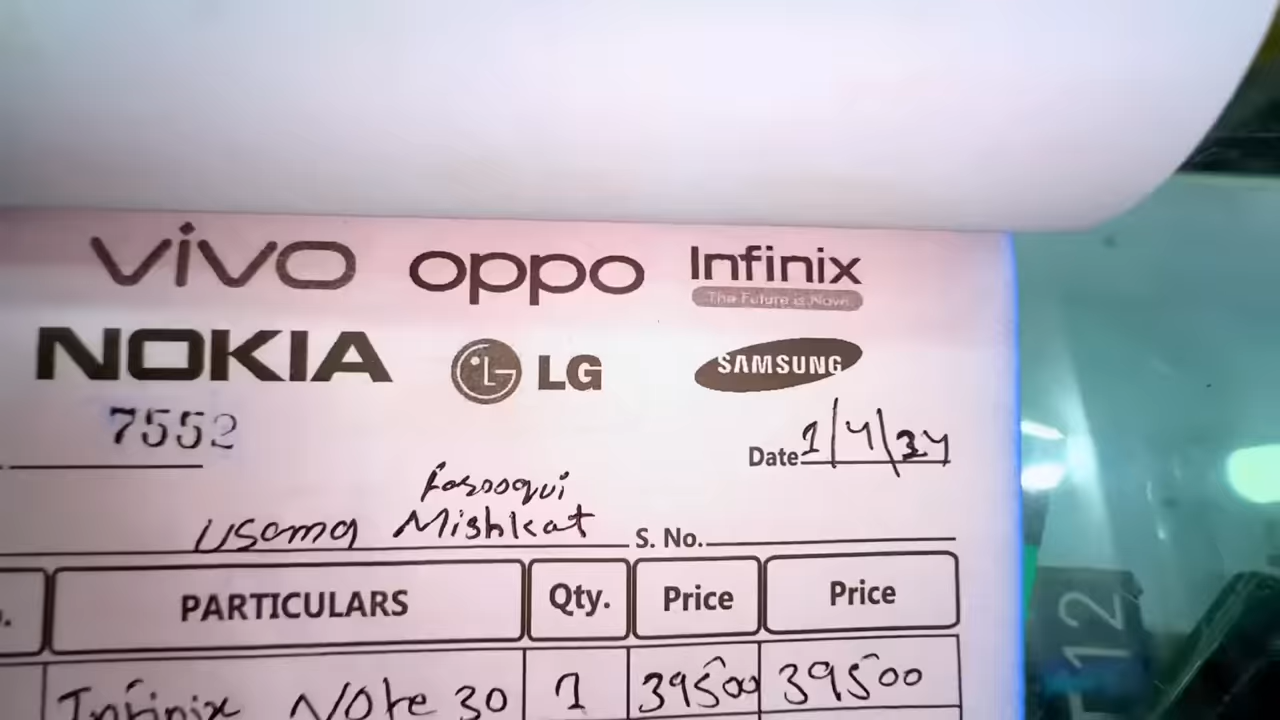 vivo oppo Infinix
The Future is Now
NOKIA LG SAMSUNG
7552
Date 1/4/24
Farooqui
Usama Mishkat S. No.
PARTICULARS Qty. Price Price
Infinix Note 30 1 39500 39500
T12